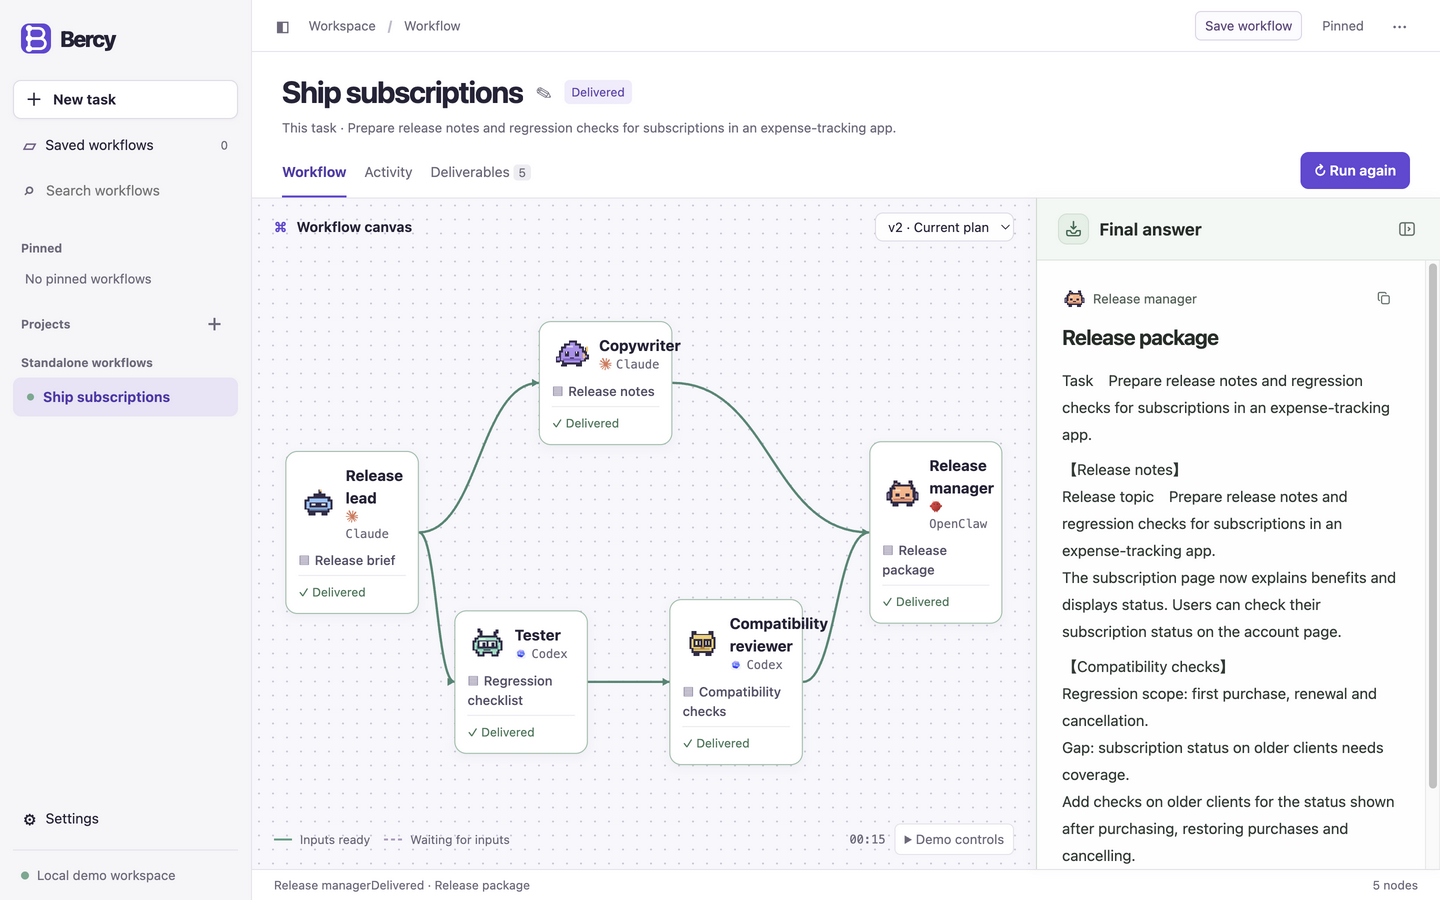 Bercy
New task
Saved workflows 0
Search workflows
Pinned
No pinned workflows
Projects
Standalone workflows
Ship subscriptions
Settings
Local demo workspace
Workspace / Workflow
Save workflow
Pinned
Ship subscriptions
Delivered
This task · Prepare release notes and regression checks for subscriptions in an expense-tracking app.
Workflow
Activity
Deliverables 5
Run again
Workflow canvas
v2 · Current plan
Copywriter
Claude
Release notes
✓ Delivered
Release
lead
Claude
Release brief
✓ Delivered
Tester
Codex
Regression
checklist
✓ Delivered
Compatibility
reviewer
Codex
Compatibility
checks
✓ Delivered
Release
manager
OpenClaw
Release
package
✓ Delivered
Inputs ready
Waiting for inputs
00:15
Demo controls
Final answer
Release manager
Release package
Task Prepare release notes and regression
checks for subscriptions in an expense-tracking
app.
【Release notes】
Release topic Prepare release notes and
regression checks for subscriptions in an
expense-tracking app.
The subscription page now explains benefits and
displays status. Users can check their
subscription status on the account page.
【Compatibility checks】
Regression scope: first purchase, renewal and
cancellation.
Gap: subscription status on older clients needs
coverage.
Add checks on older clients for the status shown
after purchasing, restoring purchases and
cancelling.
Release managerDelivered · Release package
5 nodes